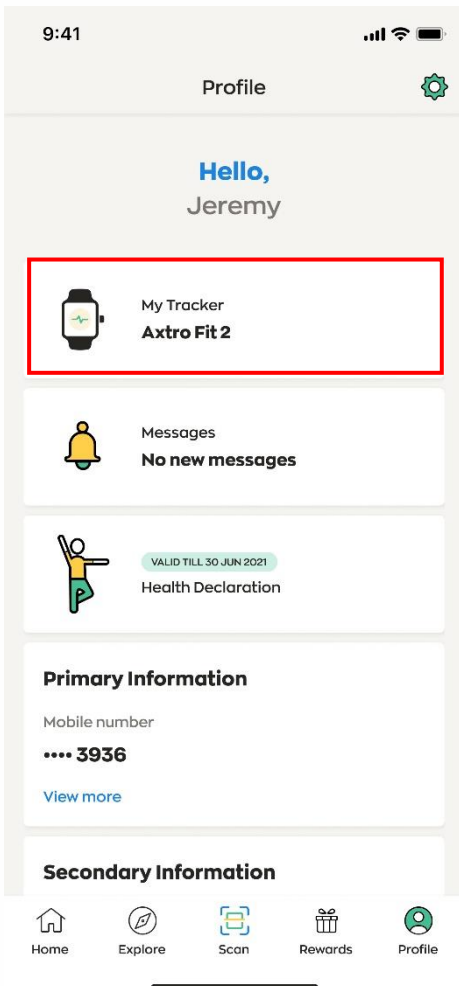 9:41
Profile
Hello,
Jeremy
My Tracker
Axtro Fit 2
Messages
No new messages
VALID TILL 30 JUN 2021
Health Declaration
Primary Information
Mobile number
•••• 3936
View more
Secondary Information
Home Explore Scan Rewards Profile